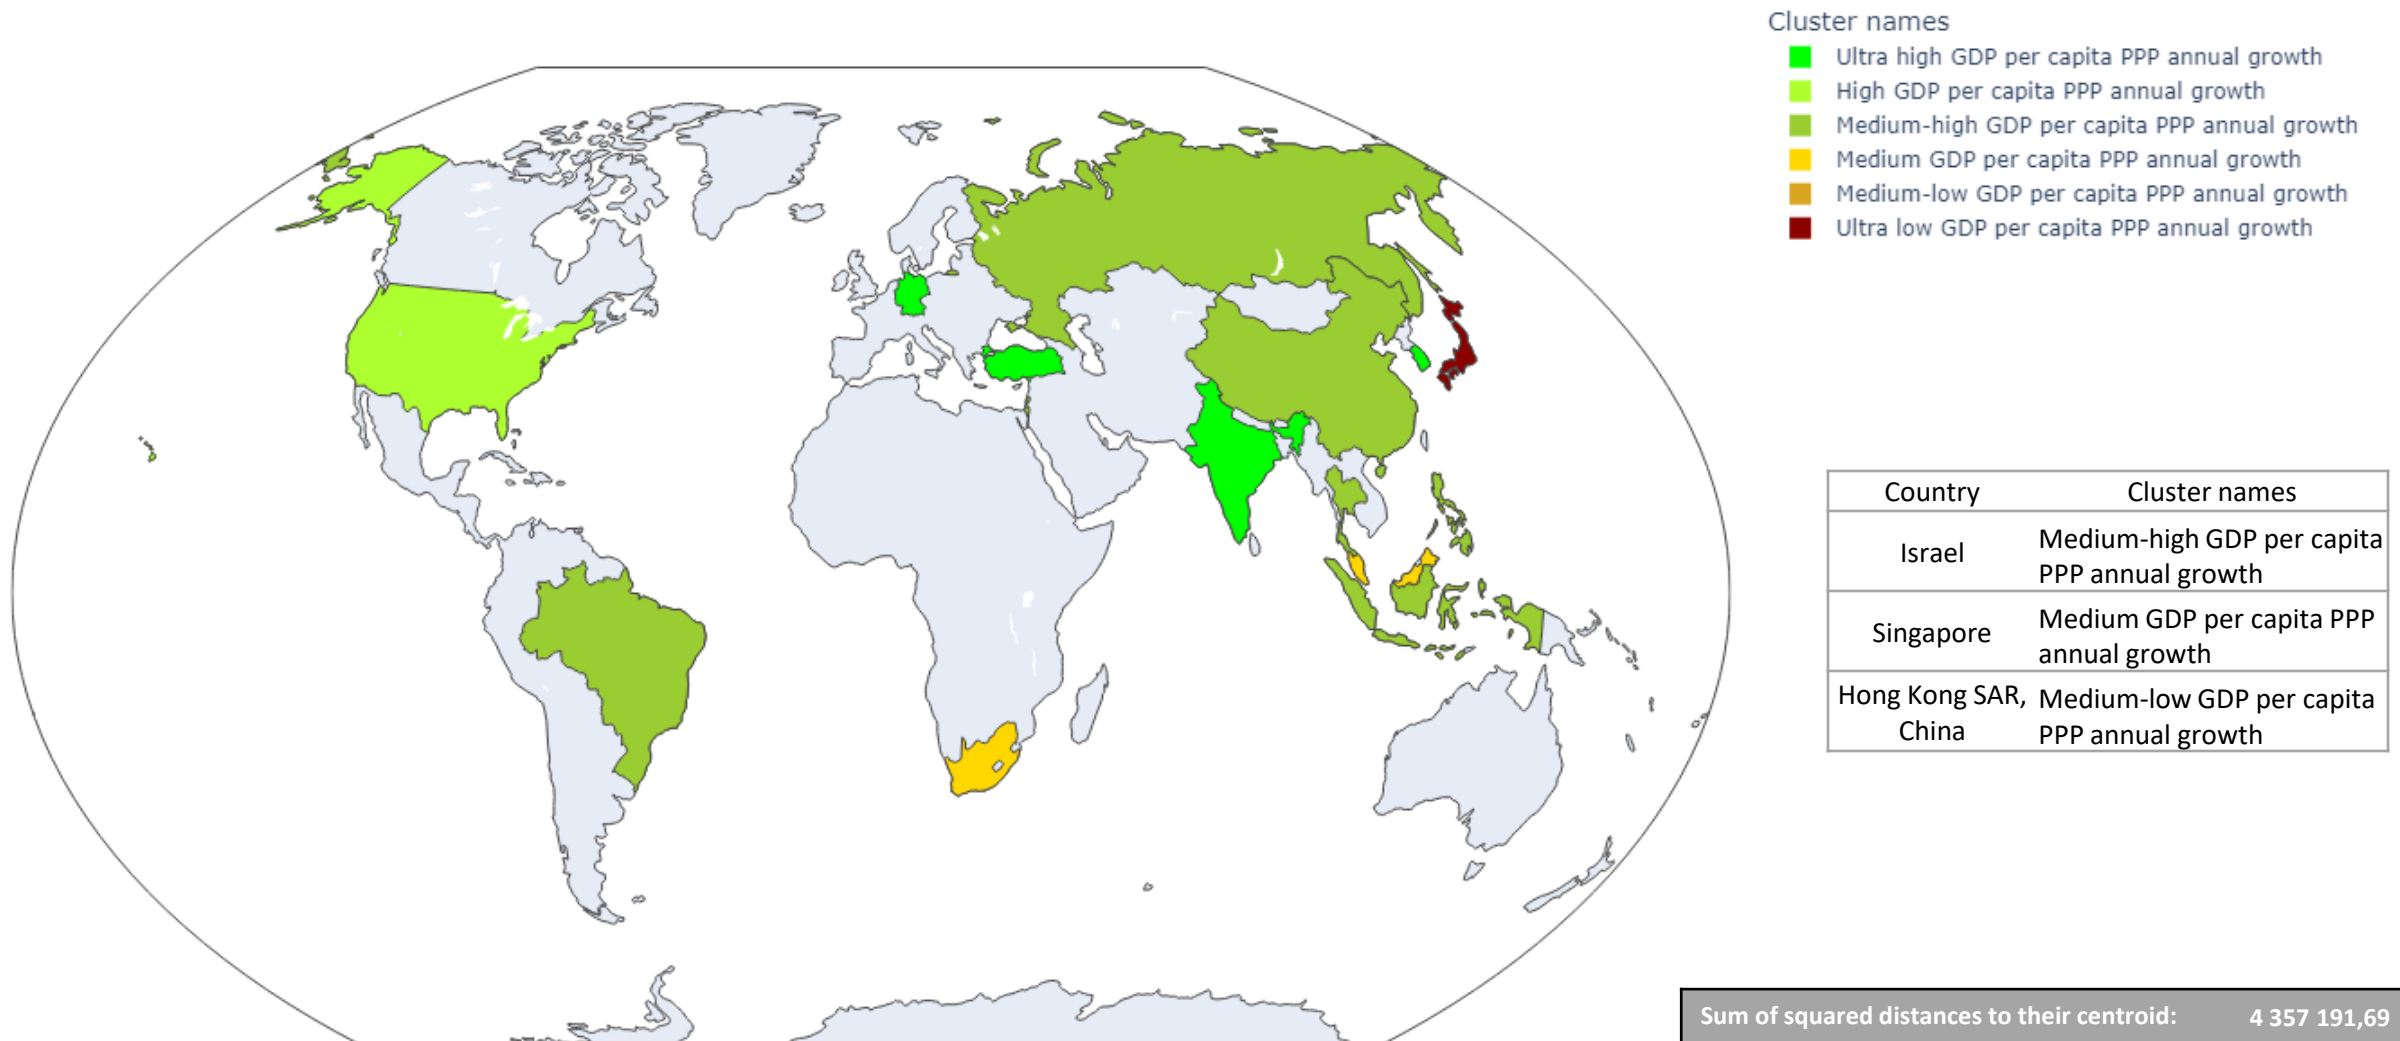 Cluster names
Ultra high GDP per capita PPP annual growth
High GDP per capita PPP annual growth
Medium-high GDP per capita PPP annual growth
Medium GDP per capita PPP annual growth
Medium-low GDP per capita PPP annual growth
Ultra low GDP per capita PPP annual growth
Country Cluster names
Israel
Medium-high GDP per capita
PPP annual growth
Singapore
Medium GDP per capita PPP
annual growth
Hong Kong SAR,
China
Medium-low GDP per capita
PPP annual growth
Sum of squared distances to their centroid: 4 357 191,69